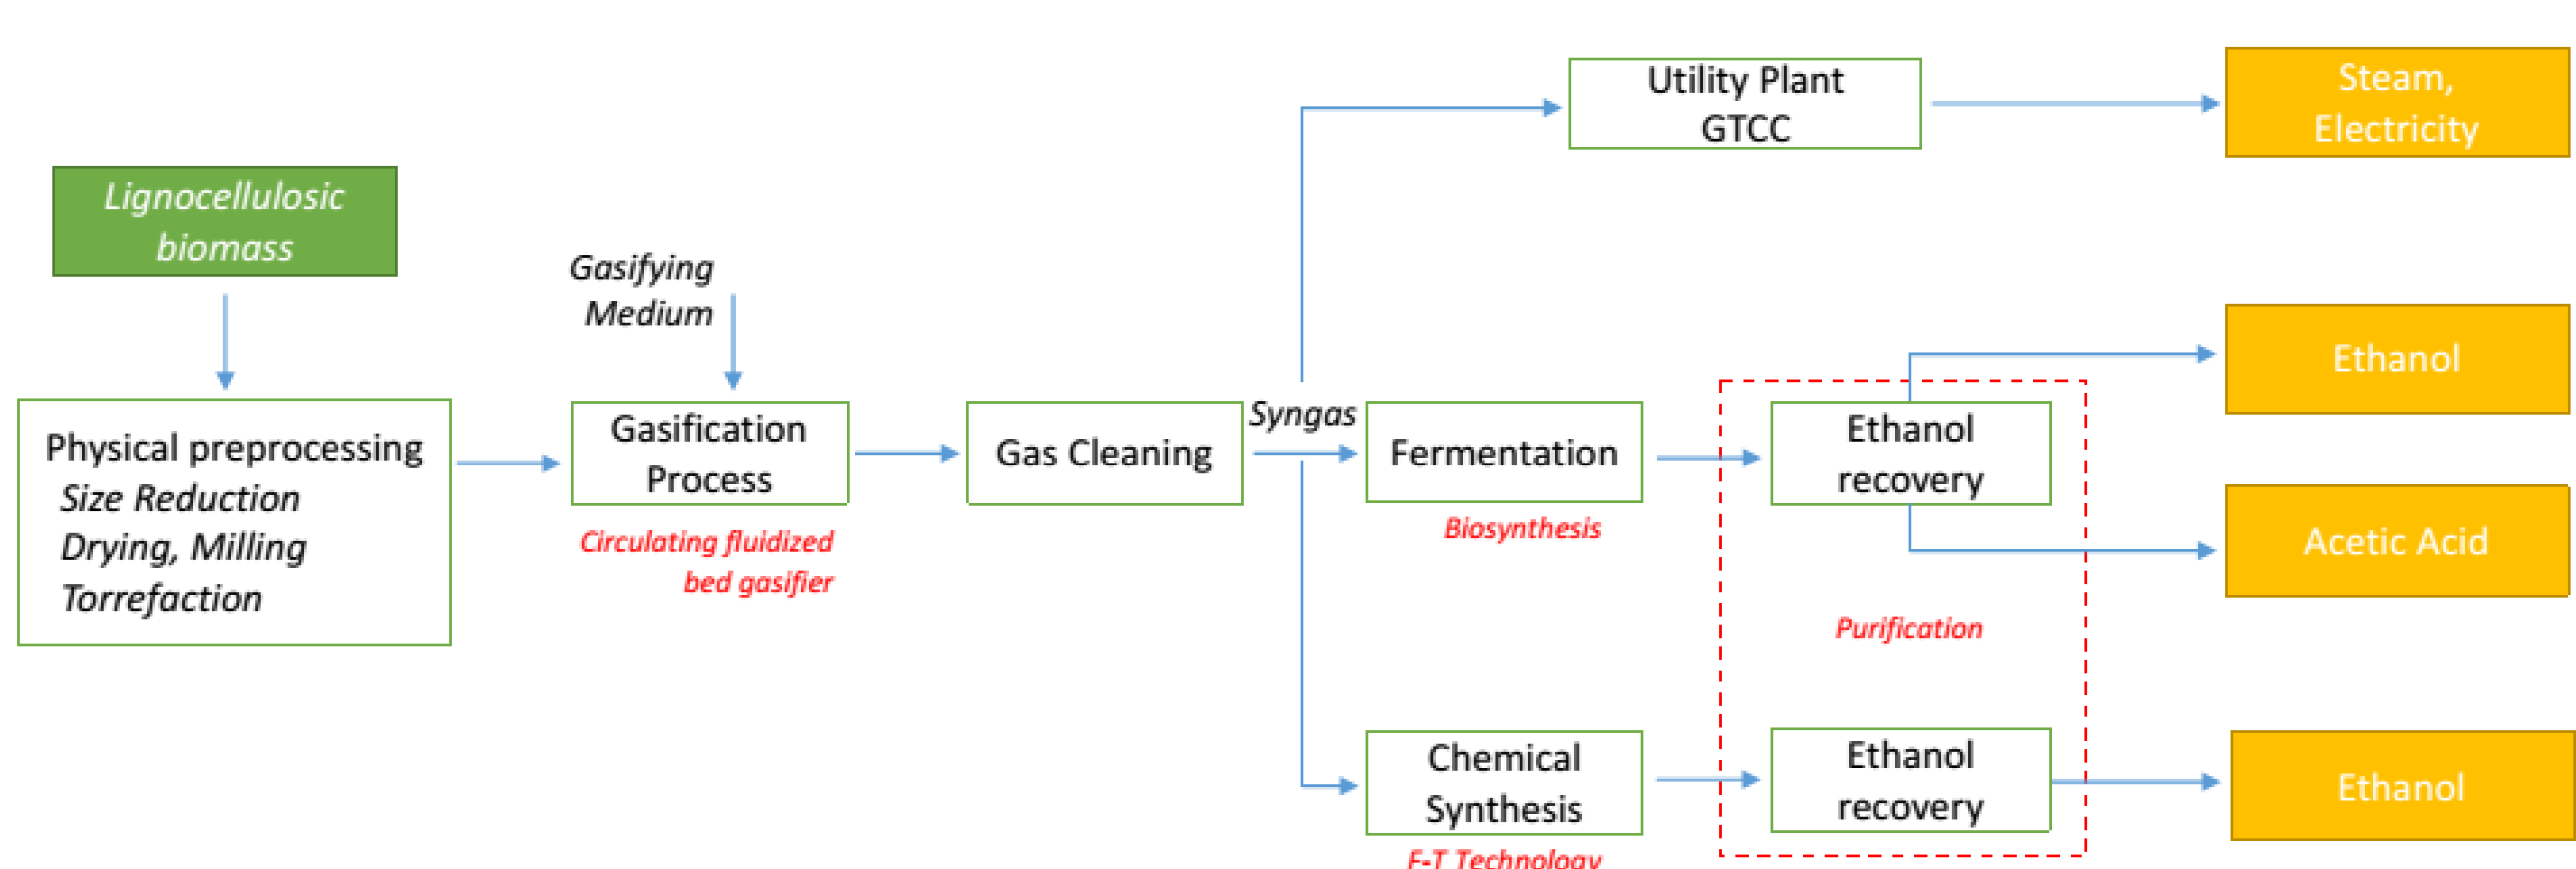 Lignocellulosic
biomass
Physical preprocessing
Size Reduction
Drying, Milling
Torrefaction
Gasifying
Medium
Gasification
Process
Circulating fluidized
bed gasifier
Gas Cleaning
Syngas
Utility Plant
GTCC
Steam,
Electricity
Fermentation
Biosynthesis
Ethanol
recovery
Ethanol
Acetic Acid
Purification
Chemical
Synthesis
F-T Technology
Ethanol
recovery
Ethanol